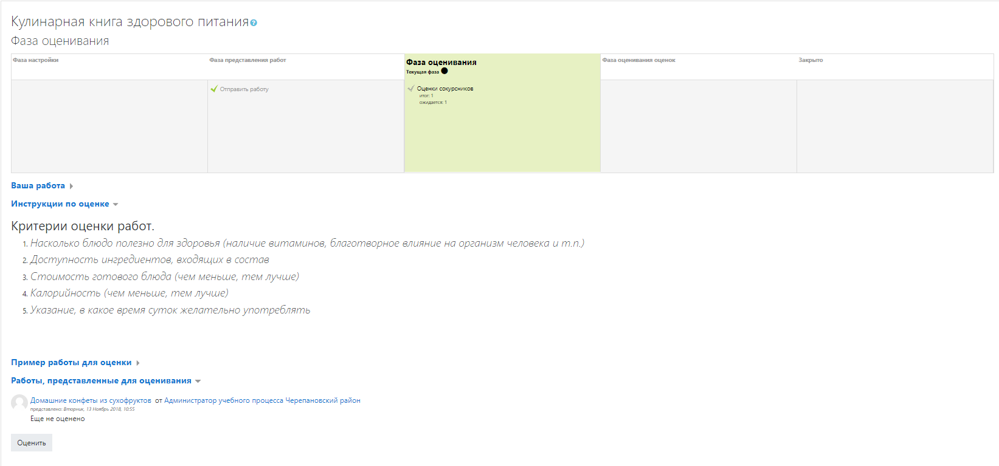 Кулинарная книга здорового питания
Фаза оценивания
Фаза настройки
Фаза представления работ
Отправить работу
Фаза оценивания
Текущая фаза
Оценки сокурсников
итог: 1
ожидается: 1
Фаза оценивания оценок
Закрыто
Ваша работа
Инструкции по оценке
Критерии оценки работ.
1. Насколько блюдо полезно для здоровья (наличие витаминов, благотворное влияние на организм человека и т.п.)
2. Доступность ингредиентов, входящих в состав
3. Стоимость готового блюда (чем меньше, тем лучше)
4. Калорийность (чем меньше, тем лучше)
5. Указание, в какое время суток желательно употреблять
Пример работы для оценки
Работы, представленные для оценивания
Домашние конфеты из сухофруктов от Администратор учебного процесса Черепановский район
представлено: Вторник, 13 Ноябрь 2018, 10:55
Еще не оценено
Оценить